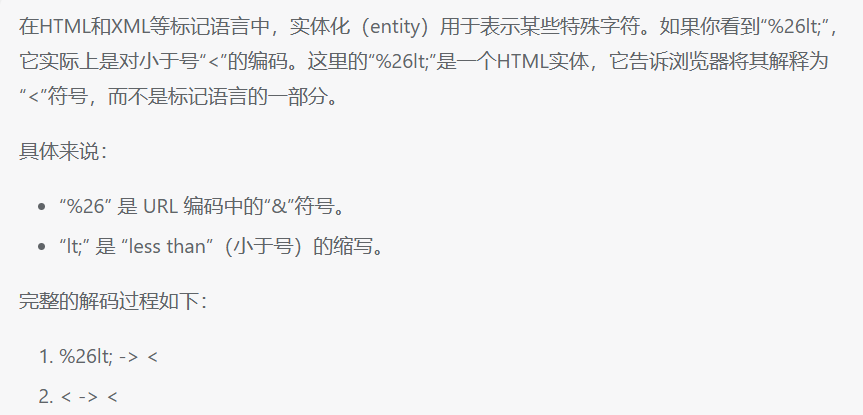 在HTML和XML等标记语言中，实体化（entity）用于表示某些特殊字符。如果你看到“%26lt;”，
它实际上是对小于号“<”的编码。这里的“%26lt;”是一个HTML实体，它告诉浏览器将其解释为
“<”符号，而不是标记语言的一部分。
具体来说：
• “%26” 是 URL 编码中的“&”符号。
• “lt;” 是 “less than”（小于号）的缩写。
完整的解码过程如下：
1. %26lt; -> <
2. < -> <